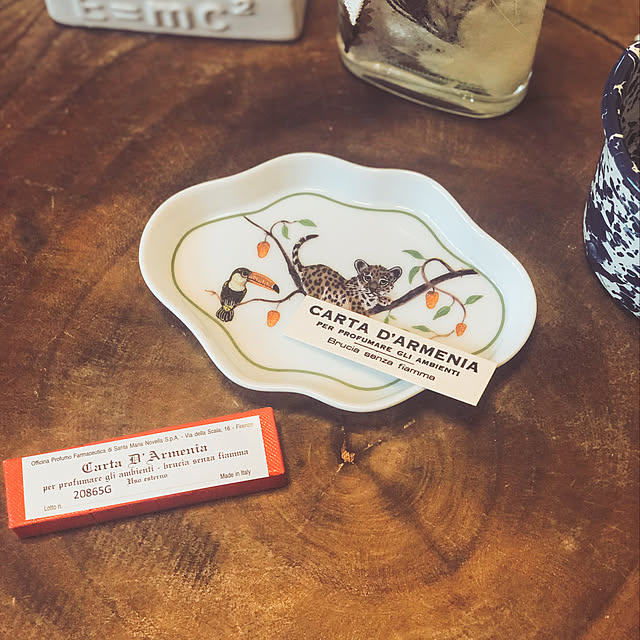 E=mc²
CARTA D'ARMENIA
PER PROFUMARE GLI AMBIENTI
Brucia senza fiamma
Officina Profumo Farmaceutica di Santa Maria Novella S.p.A. - Via della Scala, 16 - Firenze
Carta D'Armenia
per profumare gli ambienti - brucia senza fiamma
Uso esterno
Lotto n. 20865G
Made in Italy